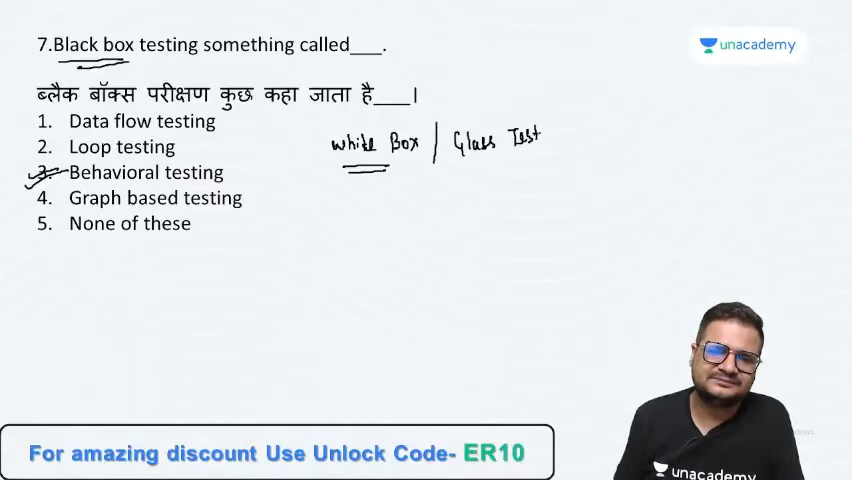 7.Black box testing something called___.
unacademy
ब्लैक बॉक्स परीक्षण कुछ कहा जाता है___।
1. Data flow testing
2. Loop testing
White Box | Glass Test
3. Behavioral testing
4. Graph based testing
5. None of these
For amazing discount Use Unlock Code- ER10
unacademy